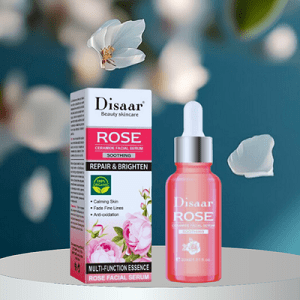 Disaar
Beauty skincare
ROSE
CERAMIDE FACIAL SERUM
SOOTHING
REPAIR & BRIGHTEN
• Calming Skin
• Fade Fine Lines
• Anti-oxidation
MULTI-FUNCTION ESSENCE
ROSE FACIAL SERUM
Disaar
ROSE